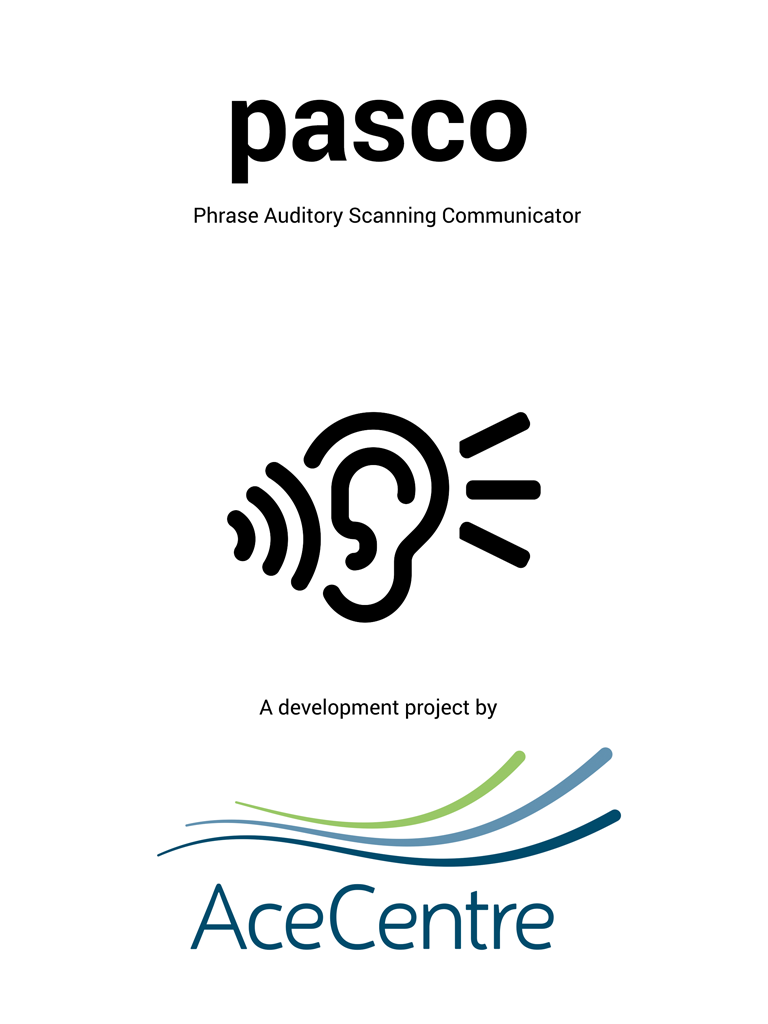 pasco
Phrase Auditory Scanning Communicator
A development project by
AceCentre